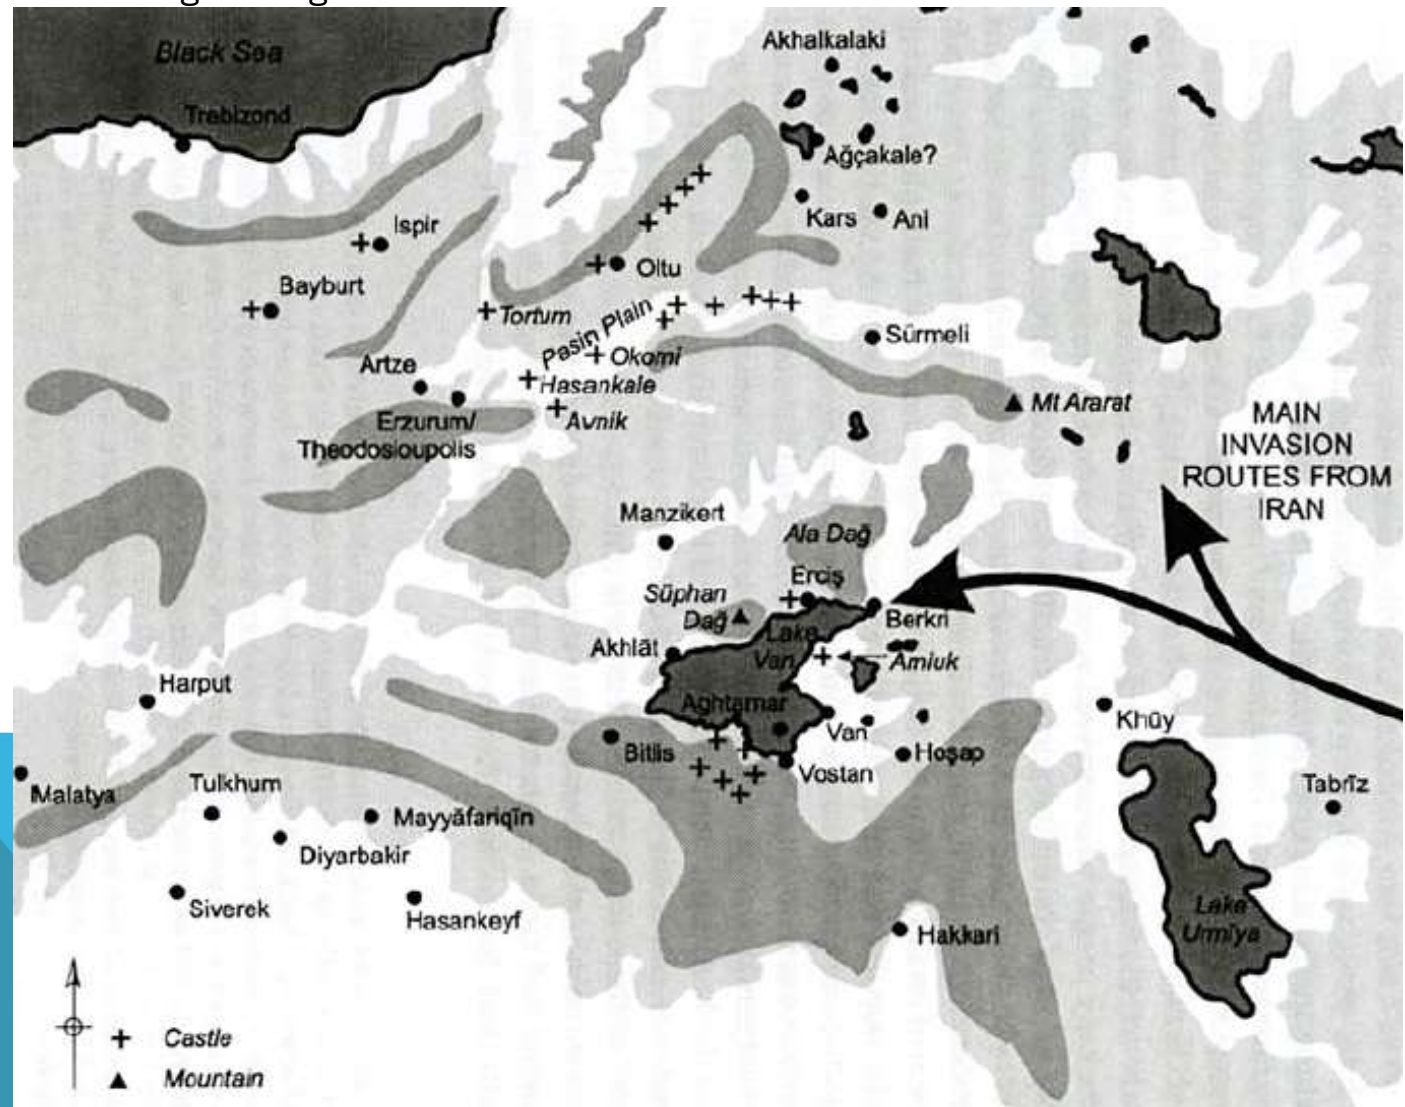 Black Sea
Akhalkalaki
Trebizond
Ağçakale?
Kars
Ani
Ispir
Oltu
Bayburt
Tortum
Pasin Plain
Sürmeli
Okomi
Artze
Hasankale
Mt Ararat
Avnik
Erzurum/
Theodosioupolis
MAIN
INVASION
ROUTES FROM
IRAN
Manzikert
Ala Dağ
Erciş
Süphan
Dağ
Berkri
Lake
Van
Akhlāt
Amiuk
Harput
Aghtamar
Khūy
Van
Bitlis
Hoşap
Vostan
Malatya
Tulkhum
Tabrīz
Mayyāfariqīn
Diyarbakir
Siverek
Hasankeyf
Lake
Urmiya
Hakkari
Castle
Mountain